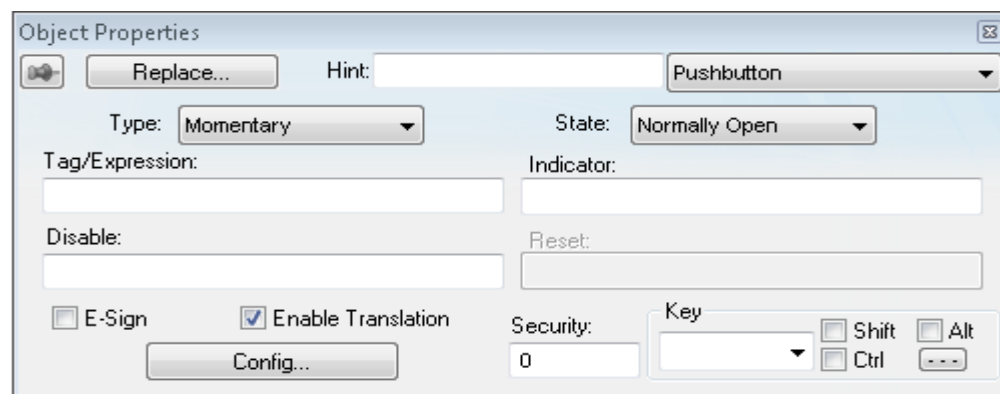 Object Properties
Replace... Hint: Pushbutton
Type: Momentary State: Normally Open
Tag/Expression: Indicator:
Disable: Reset:
E-Sign Enable Translation Security: Key Shift Alt
Config... 0 Ctrl ---